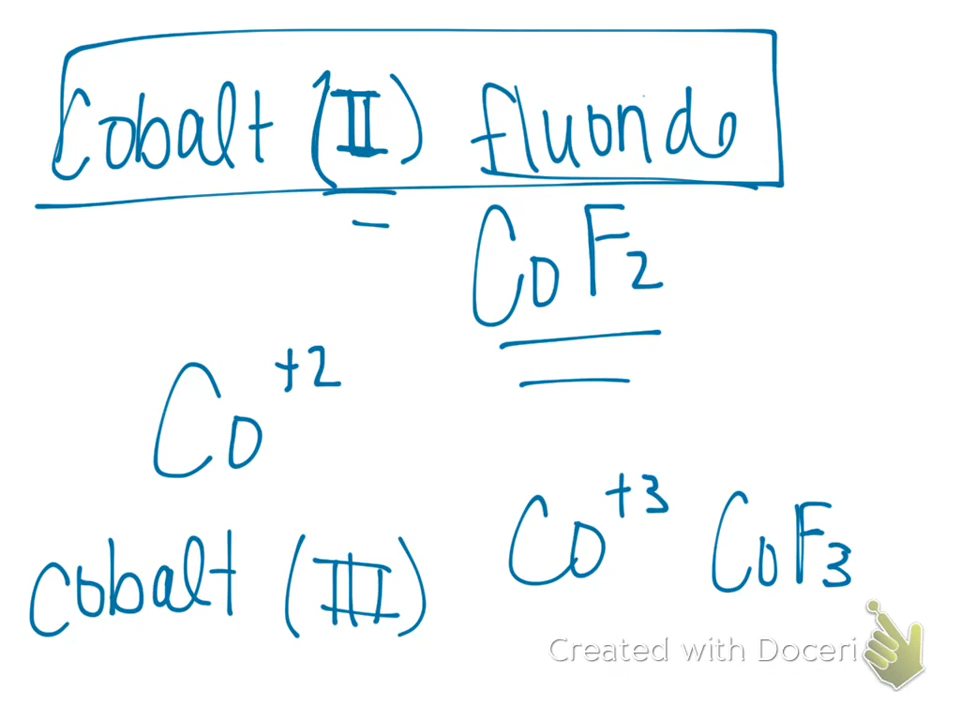 Cobalt (II) fluoride
CoF₂
Co⁺²
Cobalt (III) Co⁺³ CoF₃
Created with Doceri